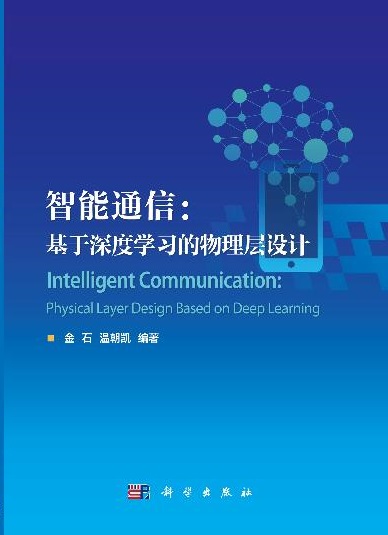 智能通信：
基于深度学习的物理层设计
Intelligent Communication:
Physical Layer Design Based on Deep Learning
金 石 温朝凯 编著
科学出版社